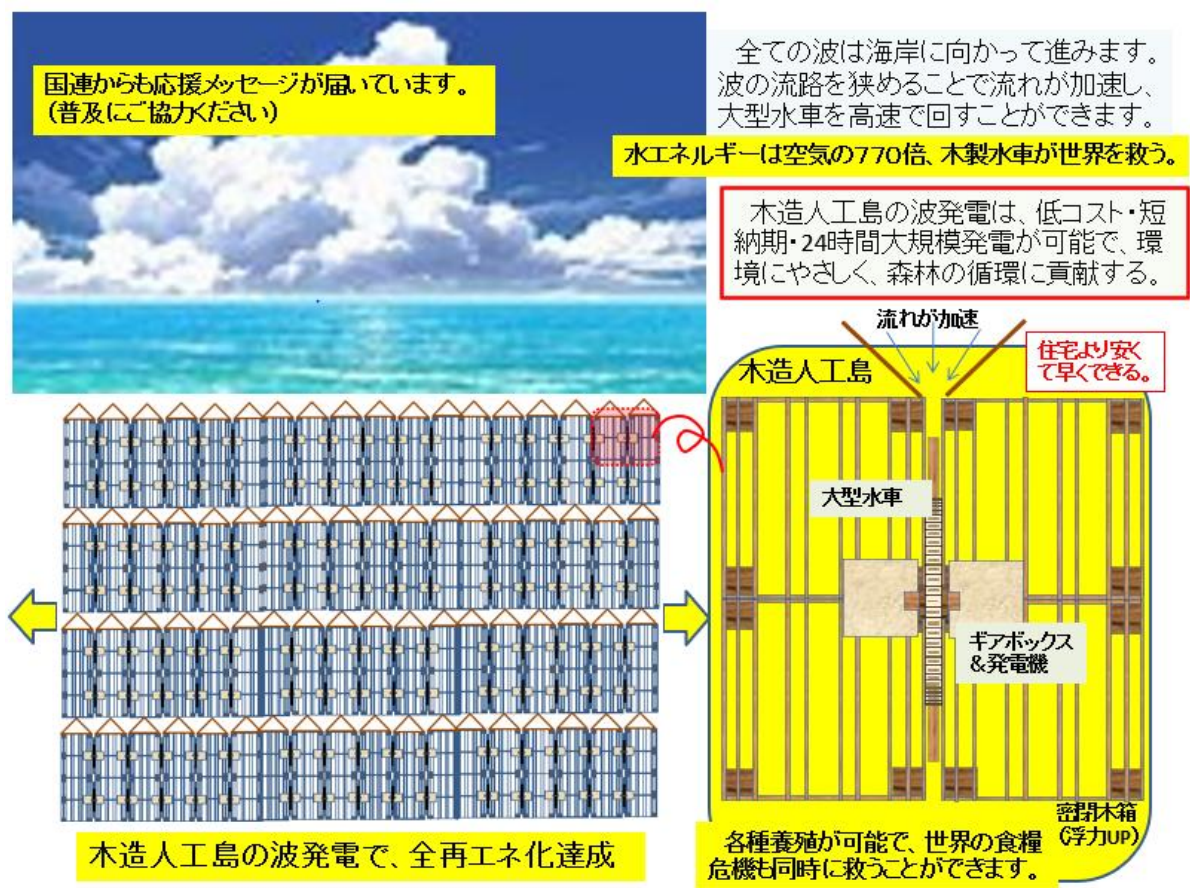 国連からも応援メッセージが届いています。
(普及にご協力ください)
全ての波は海岸に向かって進みます。
波の流路を狭めることで流れが加速し、
大型水車を高速で回すことができます。
水エネルギーは空気の770倍、木製水車が世界を救う。
木造人工島の波発電は、低コスト・短
納期・24時間大規模発電が可能で、環
境にやさしく、森林の循環に貢献する。
流れが加速
木造人工島
住宅より安く
て早くできる。
大型水車
ギアボックス
&発電機
密閉木箱
(浮力UP)
木造人工島の波発電で、全再エネ化達成
各種養殖が可能で、世界の食糧
危機も同時に救うことができます。